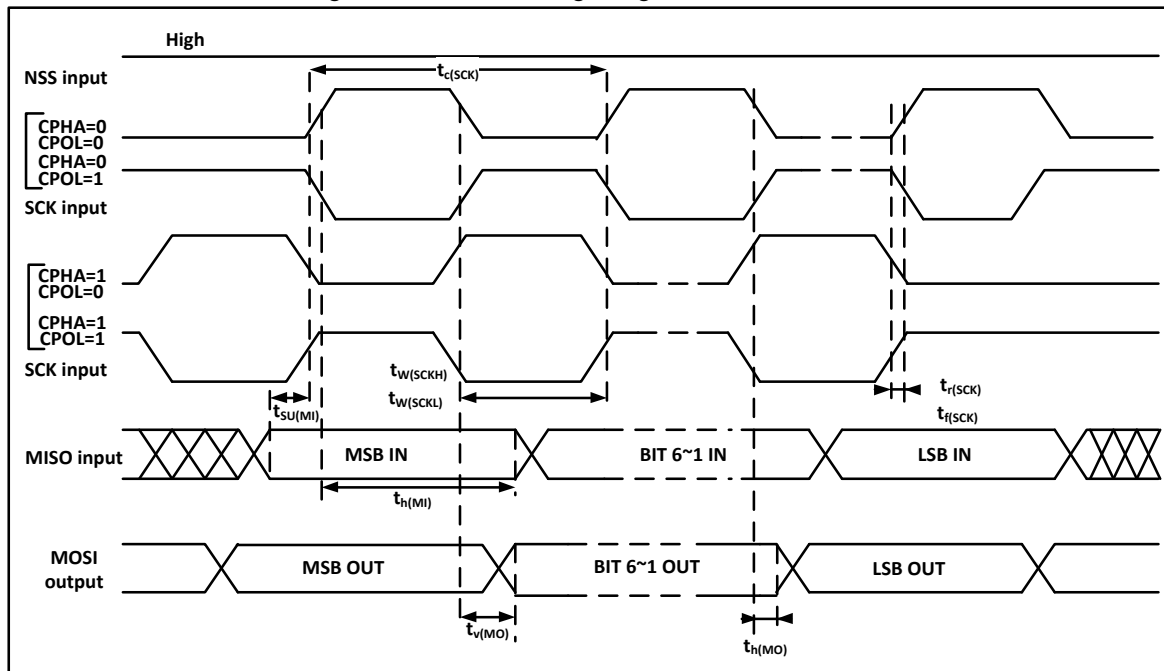 High
NSS input
tc(SCK)
CPHA=0
CPOL=0
CPHA=0
CPOL=1
SCK input
CPHA=1
CPOL=0
CPHA=1
CPOL=1
SCK input
tW(SCKH)
tW(SCKL)
tr(SCK)
tf(SCK)
tSU(MI)
MISO input
MSB IN
BIT 6~1 IN
LSB IN
th(MI)
MOSI
output
MSB OUT
BIT 6~1 OUT
LSB OUT
tv(MO)
th(MO)